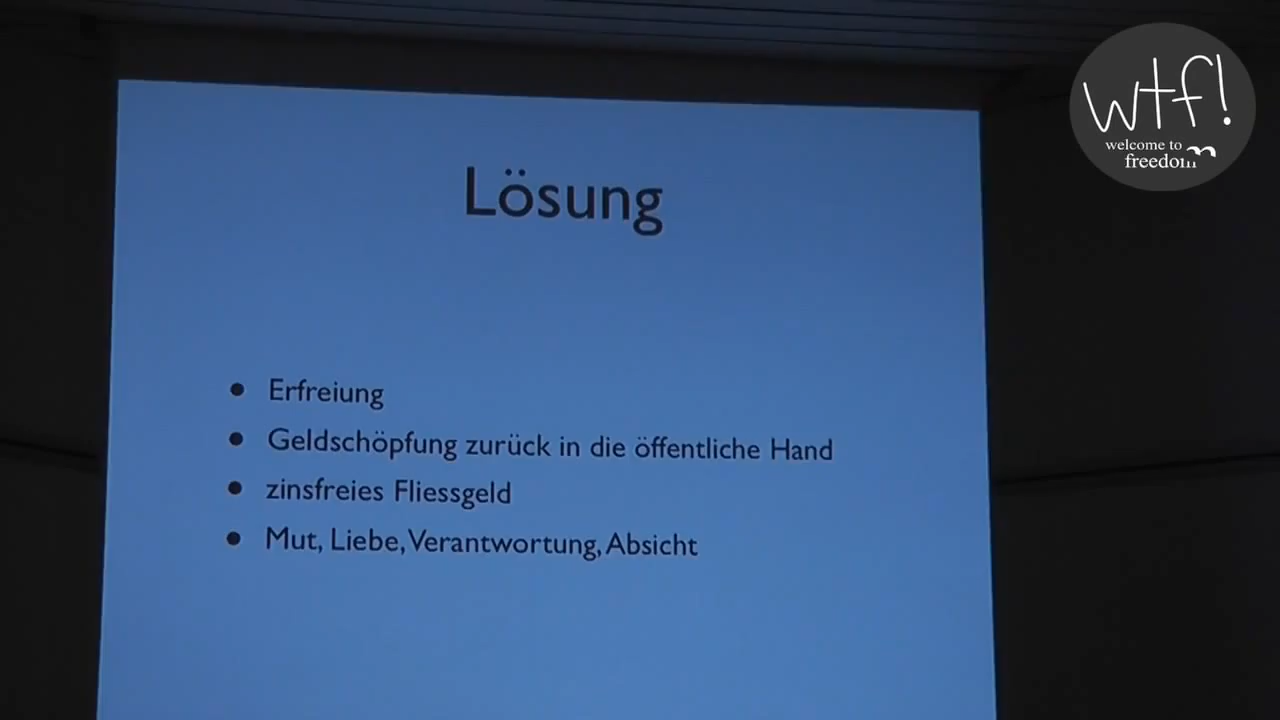 wtf!
welcome to
freedom
Lösung
• Erfreiung
• Geldschöpfung zurück in die öffentliche Hand
• zinsfreies Fliessgeld
• Mut, Liebe, Verantwortung, Absicht